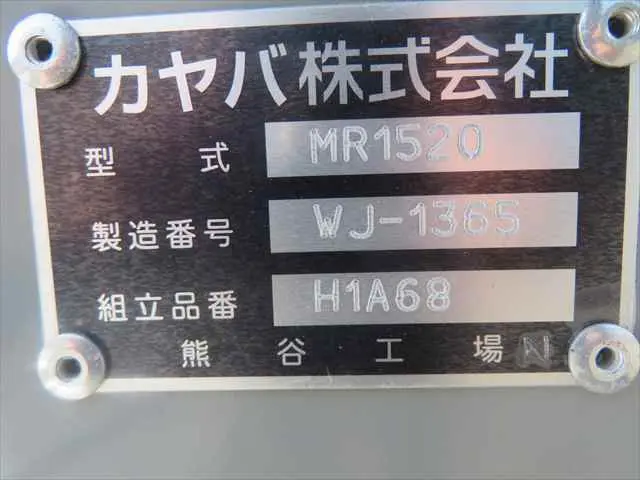 カヤバ株式会社
型式 MR1520
製造番号 WJ-1365
組立品番 H1A68
熊谷工場 N